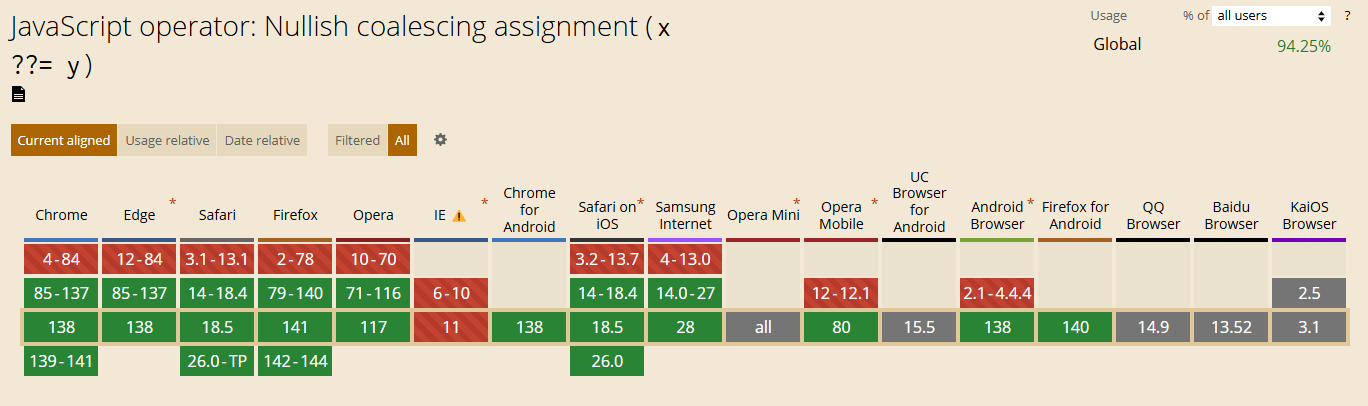 JavaScript operator: Nullish coalescing assignment (x
??= y)
Usage % of all users ?
Global 94.25%
Current aligned Usage relative Date relative Filtered All
Chrome Edge * Safari Firefox Opera IE * Chrome for Android Safari on iOS * Samsung Internet Opera Mini Opera Mobile * UC Browser for Android Android Browser * Firefox for Android QQ Browser Baidu Browser KaiOS Browser
4-84 12-84 3.1-13.1 2-78 10-70 3.2-13.7 4-13.0
85-137 85-137 14-18.4 79-140 71-116 6-10 14-18.4 14.0-27 12-12.1 2.1-4.4.4 2.5
138 138 18.5 141 117 11 138 18.5 28 all 80 15.5 138 140 14.9 13.52 3.1
139-141 26.0-TP 142-144 26.0